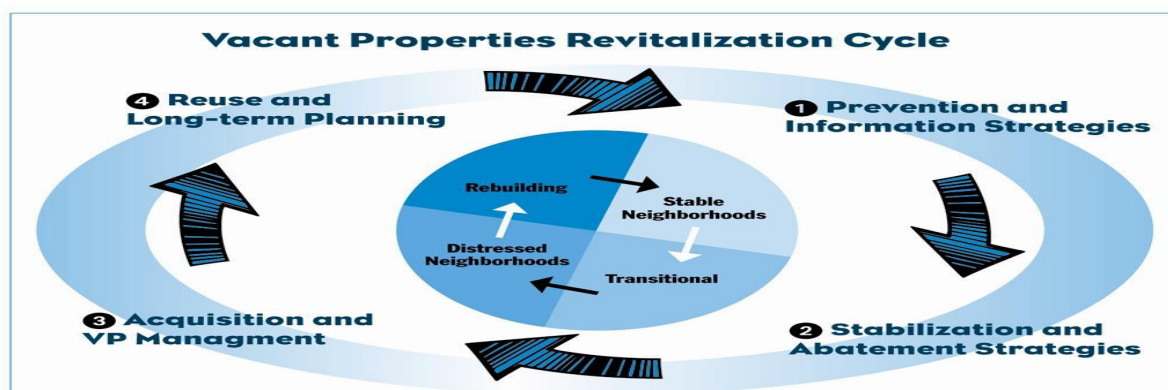 Vacant Properties Revitalization Cycle
4 Reuse and
Long-term Planning
1 Prevention and
Information Strategies
Rebuilding
Stable
Neighborhoods
Distressed
Neighborhoods
Transitional
3 Acquisition and
VP Managment
2 Stabilization and
Abatement Strategies